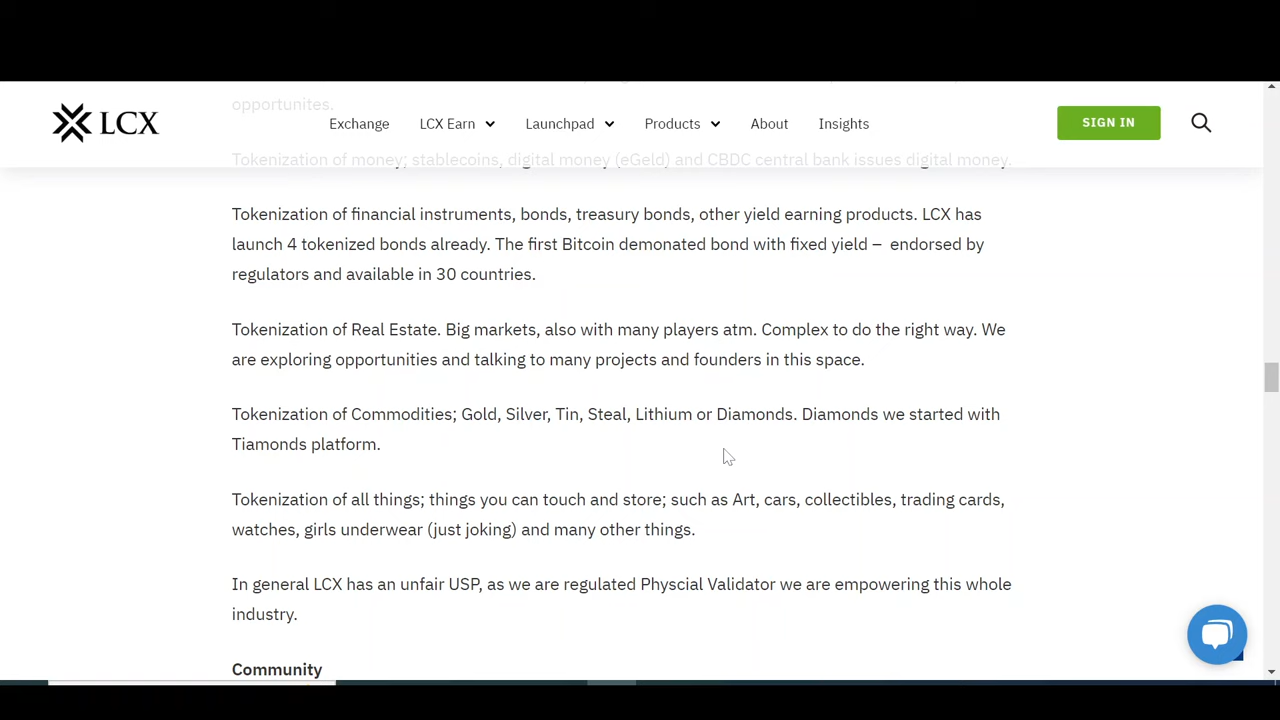 opportunites.
LCX
Exchange
LCX Earn
Launchpad
Products
About
Insights
SIGN IN
Tokenization of money; stablecoins, digital money (eGeld) and CBDC central bank issues digital money.
Tokenization of financial instruments, bonds, treasury bonds, other yield earning products. LCX has
launch 4 tokenized bonds already. The first Bitcoin demonated bond with fixed yield –  endorsed by
regulators and available in 30 countries.
Tokenization of Real Estate. Big markets, also with many players atm. Complex to do the right way. We
are exploring opportunities and talking to many projects and founders in this space.
Tokenization of Commodities; Gold, Silver, Tin, Steal, Lithium or Diamonds. Diamonds we started with
Tiamonds platform.
Tokenization of all things; things you can touch and store; such as Art, cars, collectibles, trading cards,
watches, girls underwear (just joking) and many other things.
In general LCX has an unfair USP, as we are regulated Physcial Validator we are empowering this whole
industry.
Community